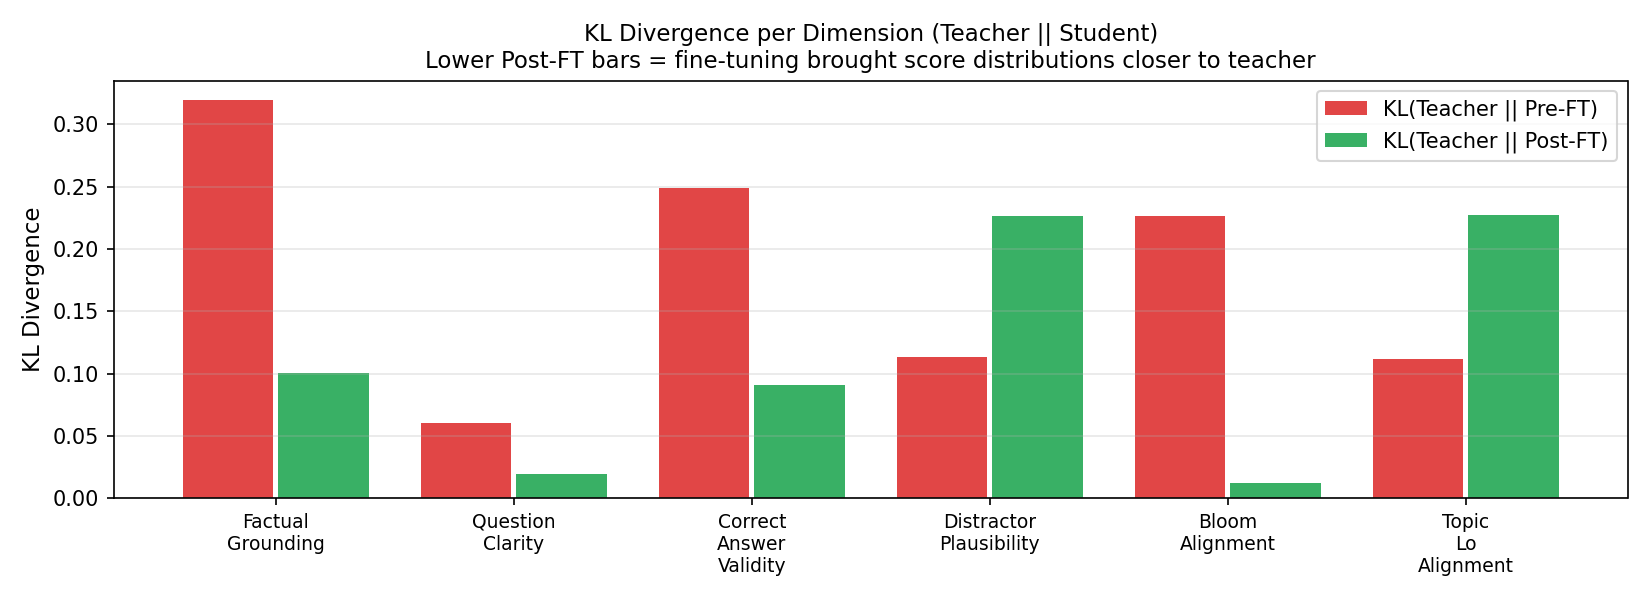 KL Divergence per Dimension (Teacher || Student)
Lower Post-FT bars = fine-tuning brought score distributions closer to teacher
KL(Teacher || Pre-FT)
KL(Teacher || Post-FT)
KL Divergence
0.30
0.25
0.20
0.15
0.10
0.05
0.00
Factual
Grounding
Question
Clarity
Correct
Answer
Validity
Distractor
Plausibility
Bloom
Alignment
Topic
Lo
Alignment